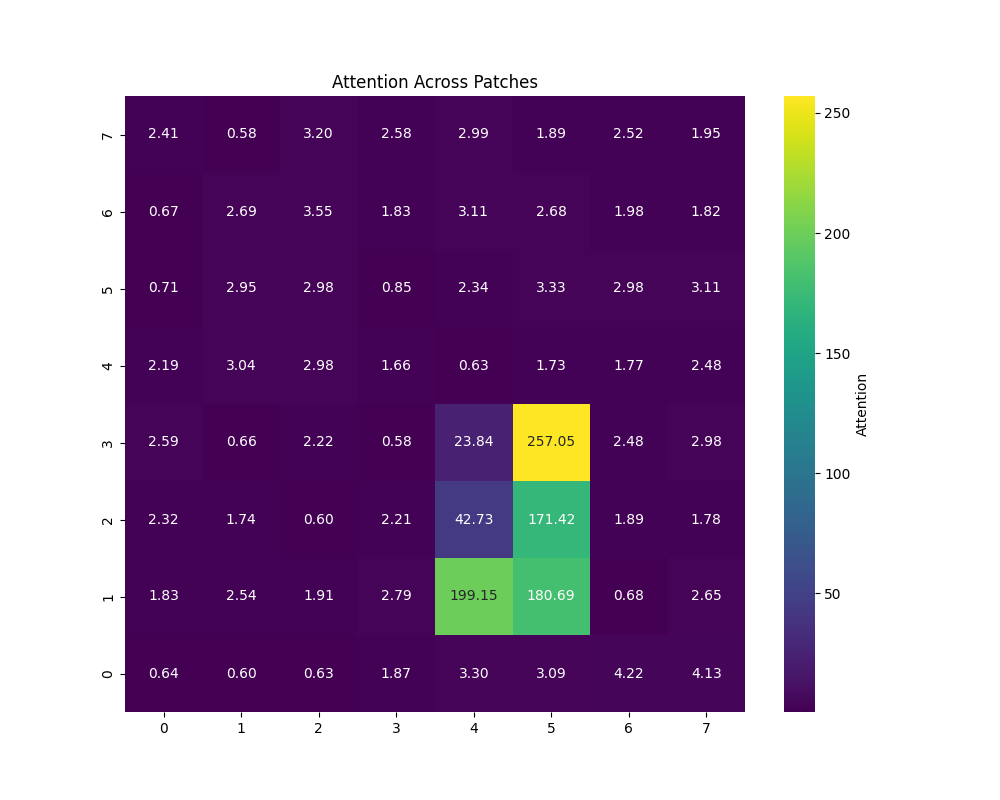 Attention Across Patches
7 2.41 0.58 3.20 2.58 2.99 1.89 2.52 1.95
6 0.67 2.69 3.55 1.83 3.11 2.68 1.98 1.82
5 0.71 2.95 2.98 0.85 2.34 3.33 2.98 3.11
4 2.19 3.04 2.98 1.66 0.63 1.73 1.77 2.48
3 2.59 0.66 2.22 0.58 23.84 257.05 2.48 2.98
2 2.32 1.74 0.60 2.21 42.73 171.42 1.89 1.78
1 1.83 2.54 1.91 2.79 199.15 180.69 0.68 2.65
0 0.64 0.60 0.63 1.87 3.30 3.09 4.22 4.13
0 1 2 3 4 5 6 7
250
200
150
100
50
Attention